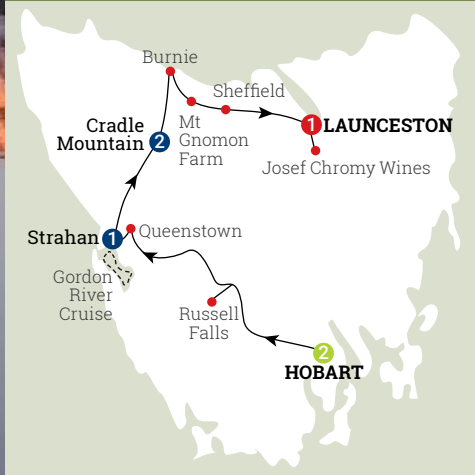 Burnie
Sheffield
Cradle
Mountain
2
Mt
Gnomon
Farm
1 LAUNCESTON
Josef Chromy Wines
Strahan 1
Queenstown
Gordon
River
Cruise
Russell
Falls
2
HOBART